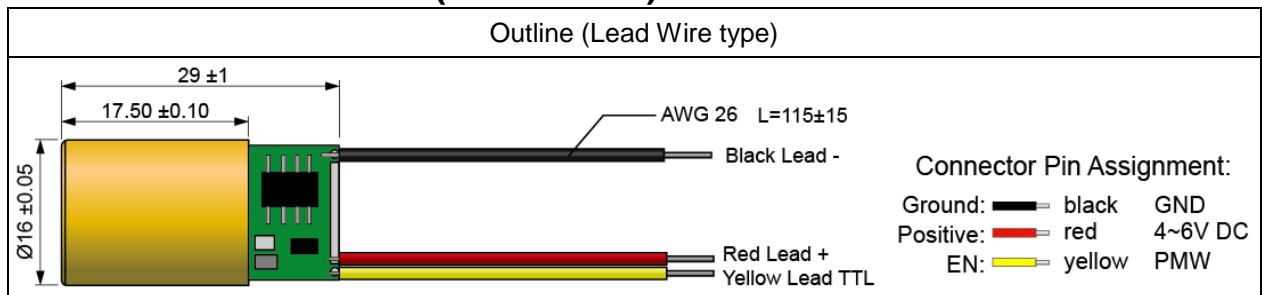 Outline (Lead Wire type)
29 ±1
17.50 ±0.10
Ø16 ±0.05
AWG 26 L=115±15
Black Lead -
Red Lead +
Yellow Lead TTL
Connector Pin Assignment:
Ground: black GND
Positive: red 4~6V DC
EN: yellow PMW